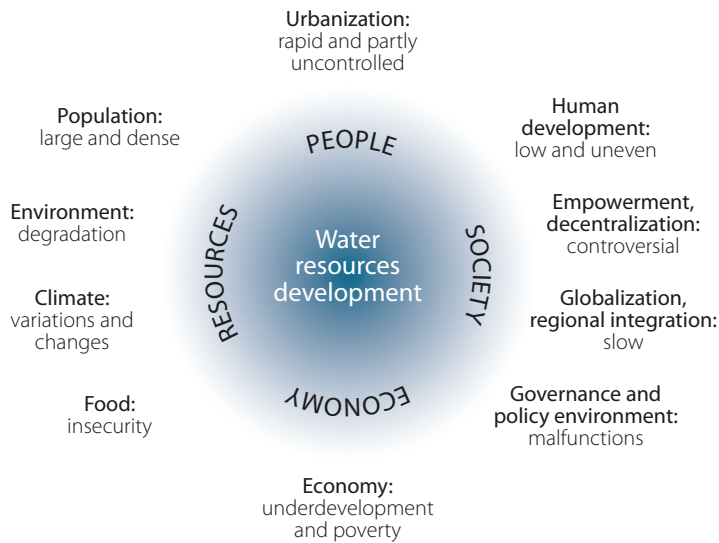 Urbanization:
rapid and partly
uncontrolled
Population:
large and dense
Human
development:
low and uneven
PEOPLE
Environment:
degradation
Empowerment,
decentralization:
controversial
RESOURCES
Water
resources
development
SOCIETY
Climate:
variations and
changes
Globalization,
regional integration:
slow
Food:
insecurity
ECONOMY
Governance and
policy environment:
malfunctions
Economy:
underdevelopment
and poverty